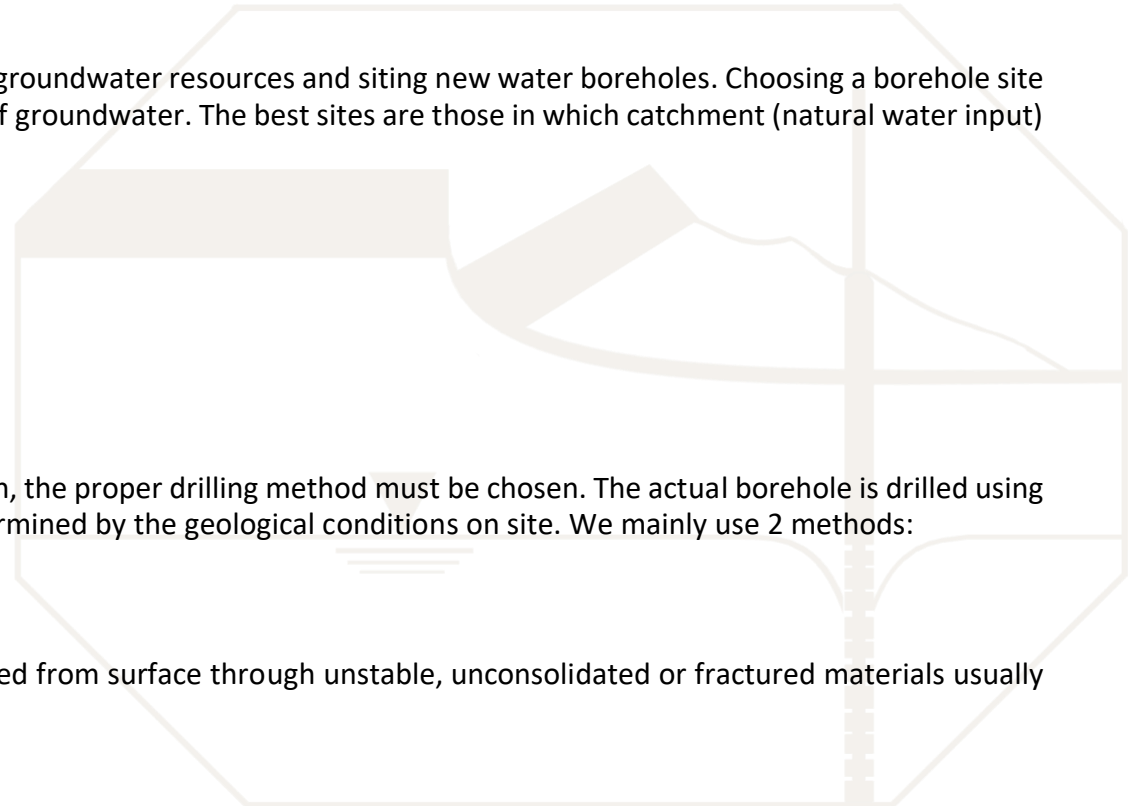 groundwater resources and siting new water boreholes. Choosing a borehole site
f groundwater. The best sites are those in which catchment (natural water input)
n, the proper drilling method must be chosen. The actual borehole is drilled using
rmined by the geological conditions on site. We mainly use 2 methods:
ed from surface through unstable, unconsolidated or fractured materials usually